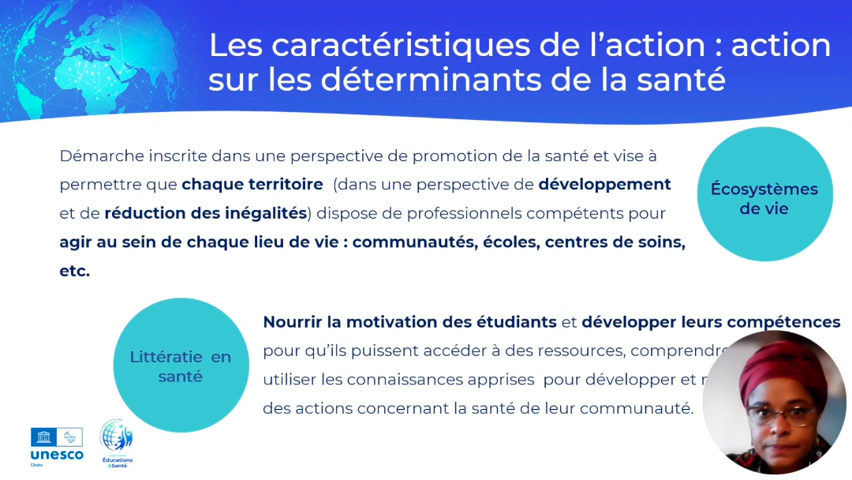 Les caractéristiques de l'action : action
sur les déterminants de la santé
Démarche inscrite dans une perspective de promotion de la santé et vise à
permettre que chaque territoire (dans une perspective de développement
et de réduction des inégalités) dispose de professionnels compétents pour
agir au sein de chaque lieu de vie : communautés, écoles, centres de soins,
etc.
Écosystèmes
de vie
Littératie en
santé
Nourrir la motivation des étudiants et développer leurs compétences
pour qu'ils puissent accéder à des ressources,
utiliser les connaissances apprises pour développer et
des actions concernant la santé de leur communauté.
unesco
Chaire
Éducations
&Santé